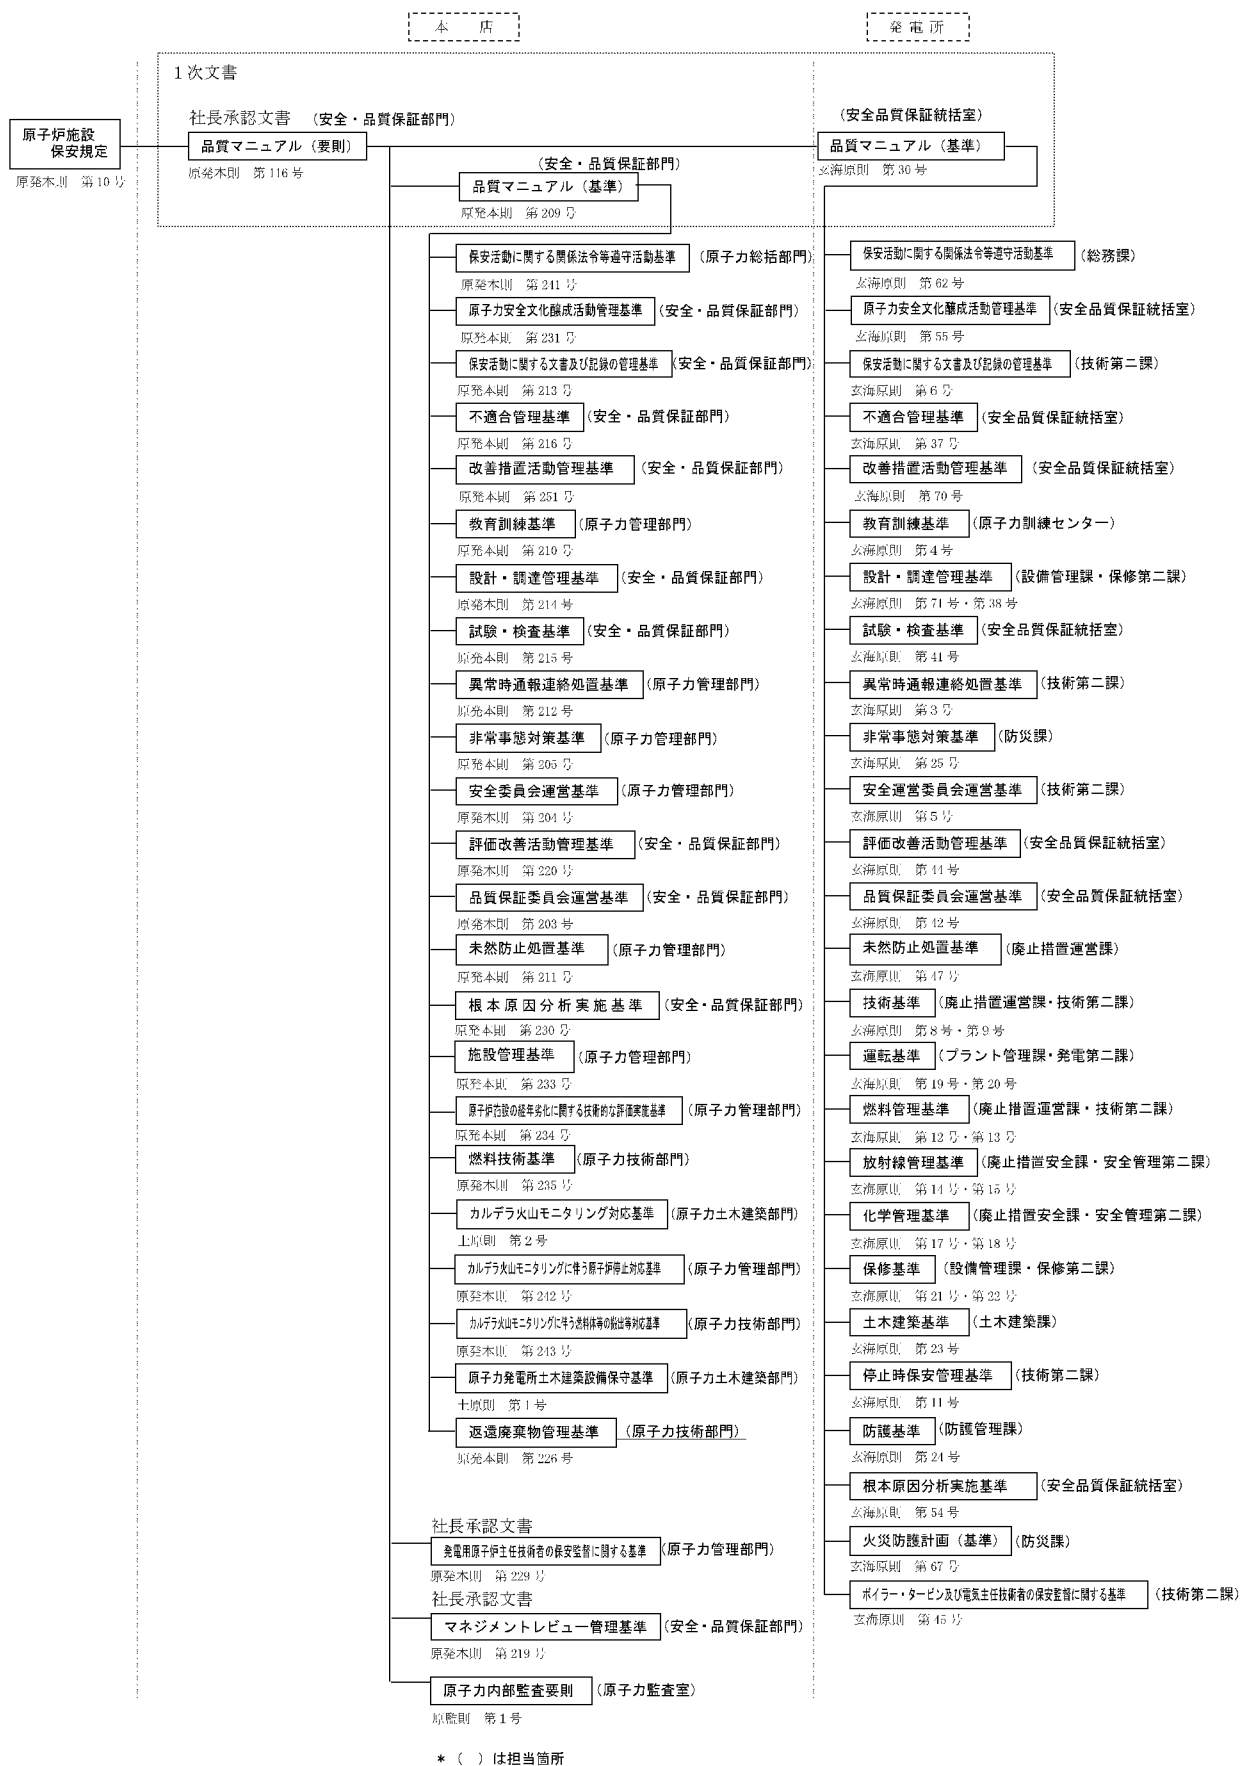 本　店
発電所
1次文書
社長承認文書 (安全・品質保証部門)
(安全品質保証統括室)
原子炉施設
保安規定
原発本則　第10号
品質マニュアル（要則）
原発本則　第116号
品質マニュアル（基準）
玄海原則　第30号
(安全・品質保証部門)
品質マニュアル（基準）
原発本則　第209号
保安活動に関する関係法令等遵守活動基準 (原子力総括部門)
原発本則　第241号
原子力安全文化醸成活動管理基準 (安全・品質保証部門)
原発本則　第231号
保安活動に関する文書及び記録の管理基準 (安全・品質保証部門)
原発本則　第213号
不適合管理基準 (安全・品質保証部門)
原発本則　第216号
改善措置活動管理基準 (安全・品質保証部門)
原発本則　第251号
教育訓練基準 (原子力管理部門)
原発本則　第210号
設計・調達管理基準 (安全・品質保証部門)
原発本則　第214号
試験・検査基準 (安全・品質保証部門)
原発本則　第215号
異常時通報連絡処置基準 (原子力管理部門)
原発本則　第212号
非常事態対策基準 (原子力管理部門)
原発本則　第205号
安全委員会運営基準 (原子力管理部門)
原発本則　第204号
評価改善活動管理基準 (安全・品質保証部門)
原発本則　第220号
品質保証委員会運営基準 (安全・品質保証部門)
原発本則　第203号
未然防止処置基準 (原子力管理部門)
原発本則　第211号
根本原因分析実施基準 (安全・品質保証部門)
原発本則　第230号
施設管理基準 (原子力管理部門)
原発本則　第233号
原子炉施設の経年劣化に関する技術的な評価実施基準 (原子力管理部門)
原発本則　第234号
燃料技術基準 (原子力技術部門)
原発本則　第235号
カルデラ火山モニタリング対応基準 (原子力土木建築部門)
土原則　第2号
カルデラ火山モニタリングに伴う原子炉停止対応基準 (原子力管理部門)
原発本則　第242号
カルデラ火山モニタリングに伴う燃料体等の搬出等対応基準 (原子力技術部門)
原発本則　第243号
原子力発電所土木建築設備保守基準 (原子力土木建築部門)
土原則　第1号
返還廃棄物管理基準 (原子力技術部門)
原発本則　第226号
社長承認文書
発電用原子炉主任技術者の保安監督に関する基準 (原子力管理部門)
原発本則　第229号
社長承認文書
マネジメントレビュー管理基準 (安全・品質保証部門)
原発本則　第219号
原子力内部監査要則 (原子力監査室)
原監則　第1号
保安活動に関する関係法令等遵守活動基準 (総務課)
玄海原則　第62号
原子力安全文化醸成活動管理基準 (安全品質保証統括室)
玄海原則　第55号
保安活動に関する文書及び記録の管理基準 (技術第二課)
玄海原則　第6号
不適合管理基準 (安全品質保証統括室)
玄海原則　第37号
改善措置活動管理基準 (安全品質保証統括室)
玄海原則　第70号
教育訓練基準 (原子力訓練センター)
玄海原則　第4号
設計・調達管理基準 (設備管理課・保修第二課)
玄海原則　第71号・第38号
試験・検査基準 (安全品質保証統括室)
玄海原則　第41号
異常時通報連絡処置基準 (技術第二課)
玄海原則　第3号
非常事態対策基準 (防災課)
玄海原則　第25号
安全運営委員会運営基準 (技術第二課)
玄海原則　第5号
評価改善活動管理基準 (安全品質保証統括室)
玄海原則　第44号
品質保証委員会運営基準 (安全品質保証統括室)
玄海原則　第42号
未然防止処置基準 (廃止措置運営課)
玄海原則　第47号
技術基準 (廃止措置運営課・技術第二課)
玄海原則　第8号・第9号
運転基準 (プラント管理課・発電第二課)
玄海原則　第19号・第20号
燃料管理基準 (廃止措置運営課・技術第二課)
玄海原則　第12号・第13号
放射線管理基準 (廃止措置安全課・安全管理第二課)
玄海原則　第14号・第15号
化学管理基準 (廃止措置安全課・安全管理第二課)
玄海原則　第17号・第18号
保修基準 (設備管理課・保修第二課)
玄海原則　第21号・第22号
土木建築基準 (土木建築課)
玄海原則　第23号
停止時保安管理基準 (技術第二課)
玄海原則　第11号
防護基準 (防護管理課)
玄海原則　第24号
根本原因分析実施基準 (安全品質保証統括室)
玄海原則　第54号
火災防護計画（基準） (防災課)
玄海原則　第67号
ボイラー・タービン及び電気主任技術者の保安監督に関する基準 (技術第二課)
玄海原則　第45号
＊（　）は担当箇所